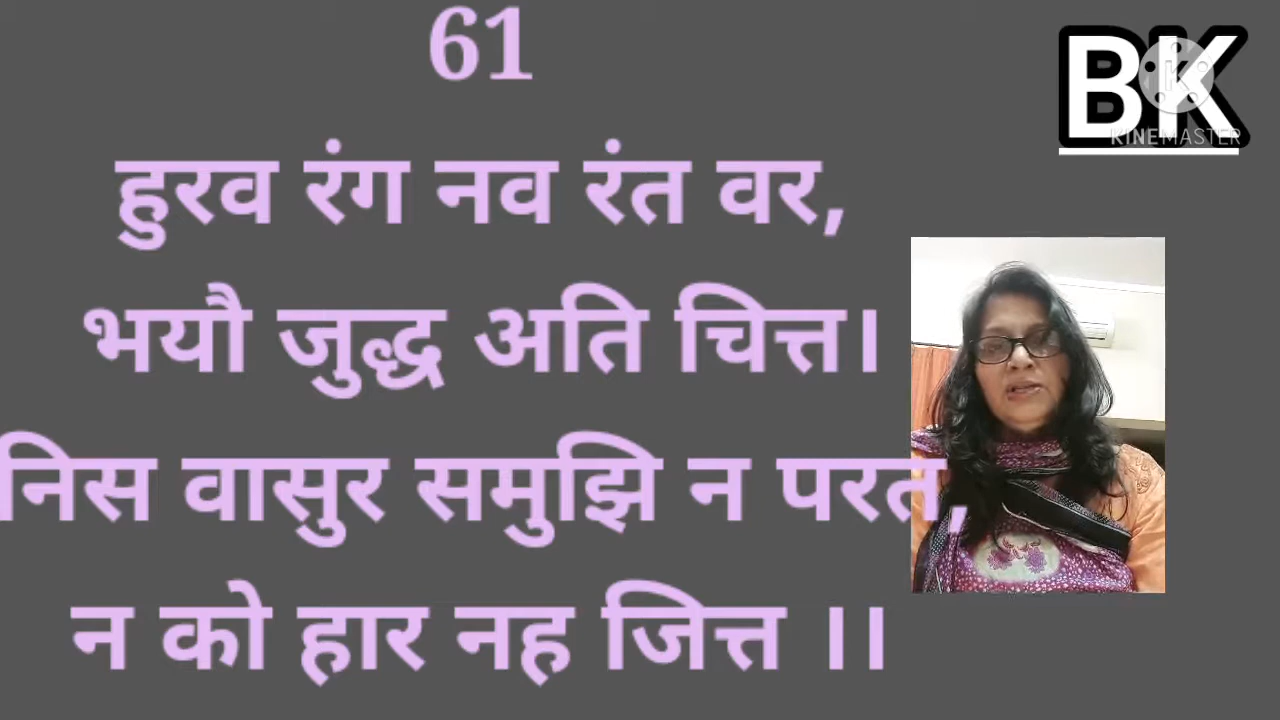 61
BK
KINEMASTER
हुरव रंग नव रंत वर,
भयौ जुद्ध अति चित्त।
निस वासुर समुझि न परत,
न को हार नह जित्त ।।